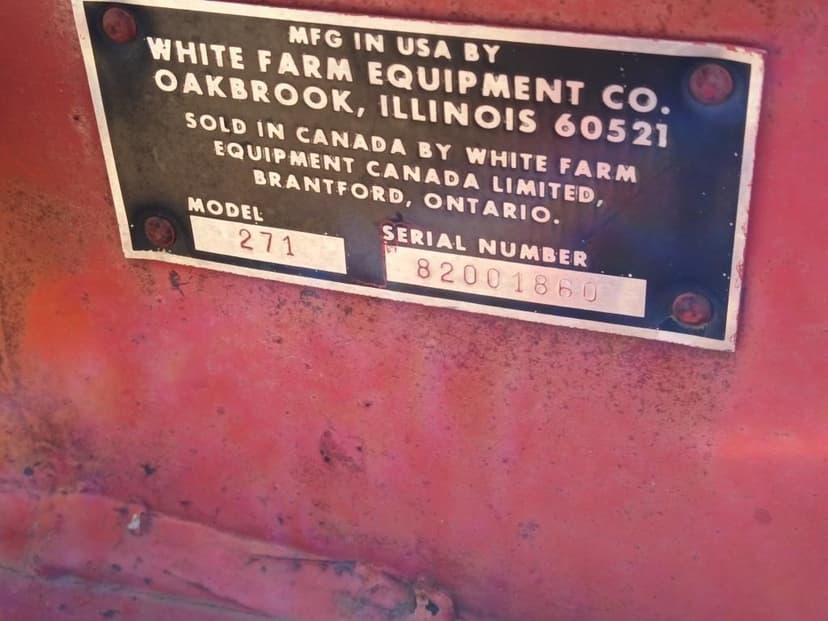 MFG IN USA BY
WHITE FARM EQUIPMENT CO.
OAKBROOK, ILLINOIS 60521
SOLD IN CANADA BY WHITE FARM
EQUIPMENT CANADA LIMITED,
BRANTFORD, ONTARIO.
MODEL SERIAL NUMBER
271 82001860